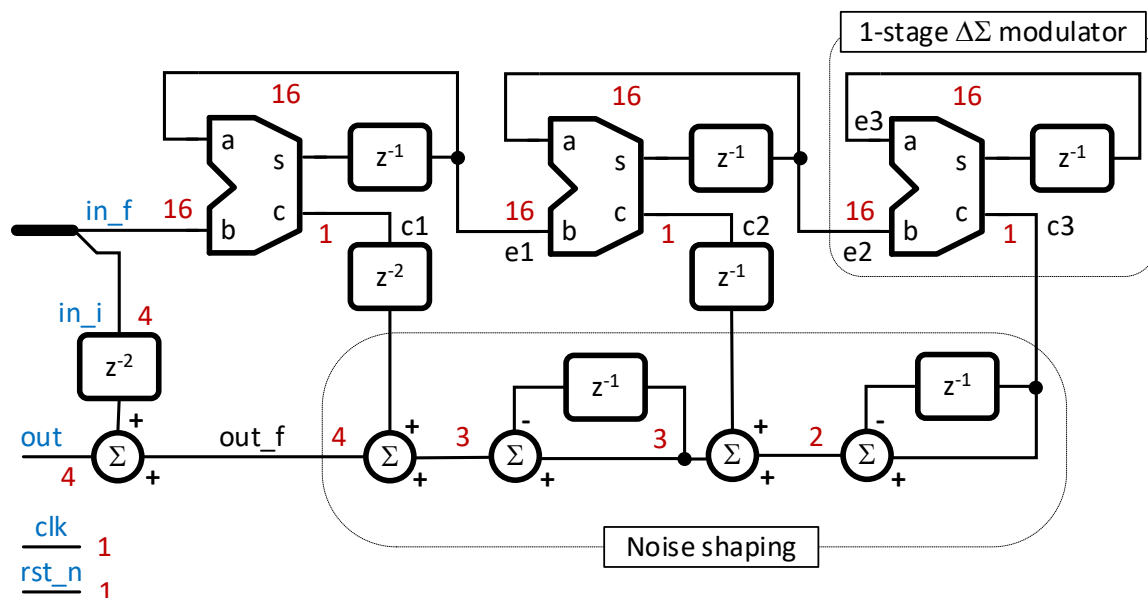 1-stage ΔΣ modulator
16
16
16
a
s
z⁻¹
a
s
z⁻¹
e3
a
s
z⁻¹
in_f
16
b
c
1
c1
16
e1
b
c
1
c2
16
e2
b
c
1
c3
z⁻²
z⁻¹
in_i
4
z⁻²
z⁻¹
z⁻¹
+
+
-
+
-
out
4
Σ
+
out_f
4
Σ
+
3
Σ
+
3
Σ
+
2
Σ
+
clk
1
rst_n
1
Noise shaping